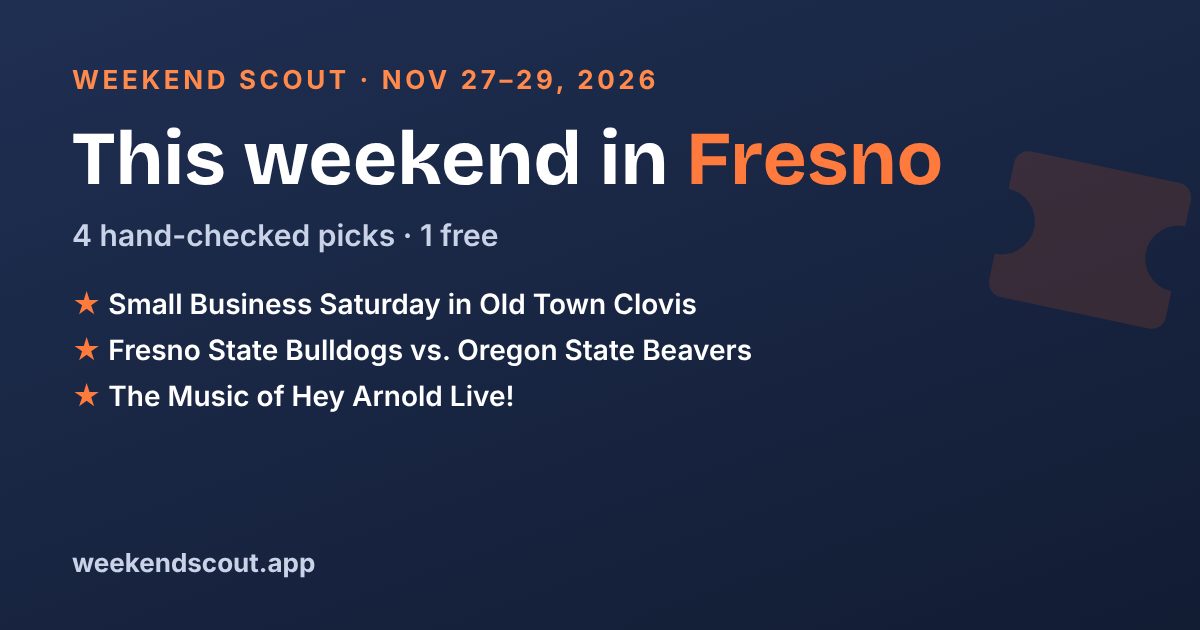 WEEKEND SCOUT · NOV 27–29, 2026
This weekend in Fresno
4 hand-checked picks · 1 free
★ Small Business Saturday in Old Town Clovis
★ Fresno State Bulldogs vs. Oregon State Beavers
★ The Music of Hey Arnold Live!
weekendscout.app